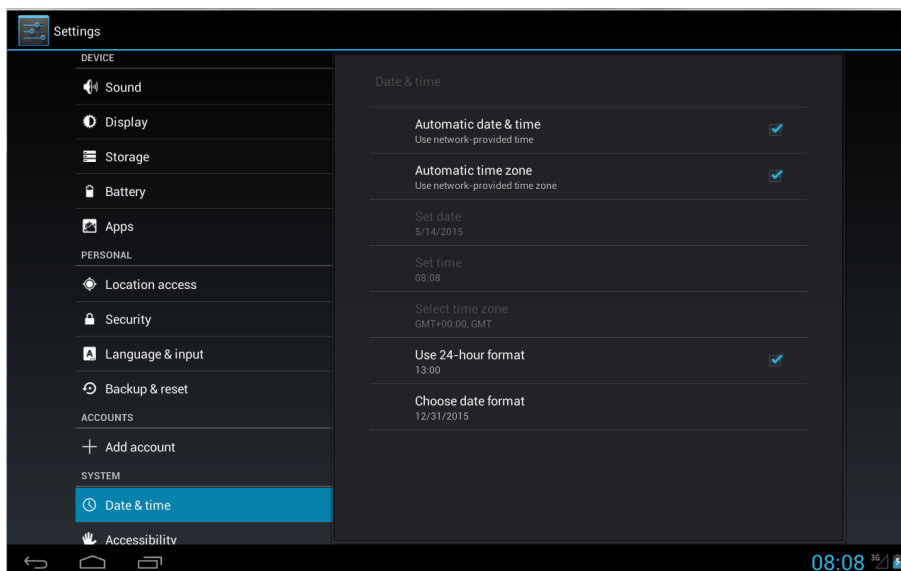 Settings
DEVICE
Sound
Display
Storage
Battery
Apps
PERSONAL
Location access
Security
Language & input
Backup & reset
ACCOUNTS
Add account
SYSTEM
Date & time
Accessibility
Date & time
Automatic date & time
Use network-provided time
Automatic time zone
Use network-provided time zone
Set date
5/14/2015
Set time
08:08
Select time zone
GMT+00:00, GMT
Use 24-hour format
13:00
Choose date format
12/31/2015
08:08 3G